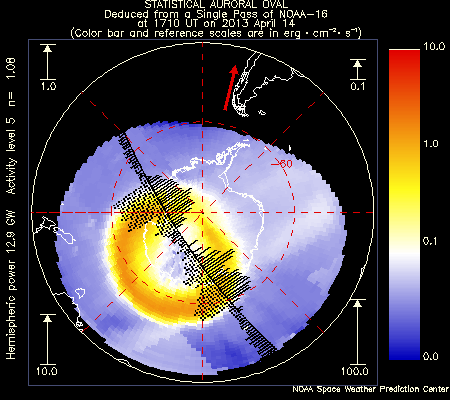 STATISTICAL AURORAL OVAL
Deduced from a Single Pass of NOAA-16
at 1710 UT on 2013 April 14
(Color bar and reference scales are in erg · cm⁻² · s⁻¹)
1.0
0.1
10.0
1.0
0.1
0.0
-60
Hemispheric power 12.9 GW   Activity level 5   n= 1.08
10.0
100.0
NOAA Space Weather Prediction Center